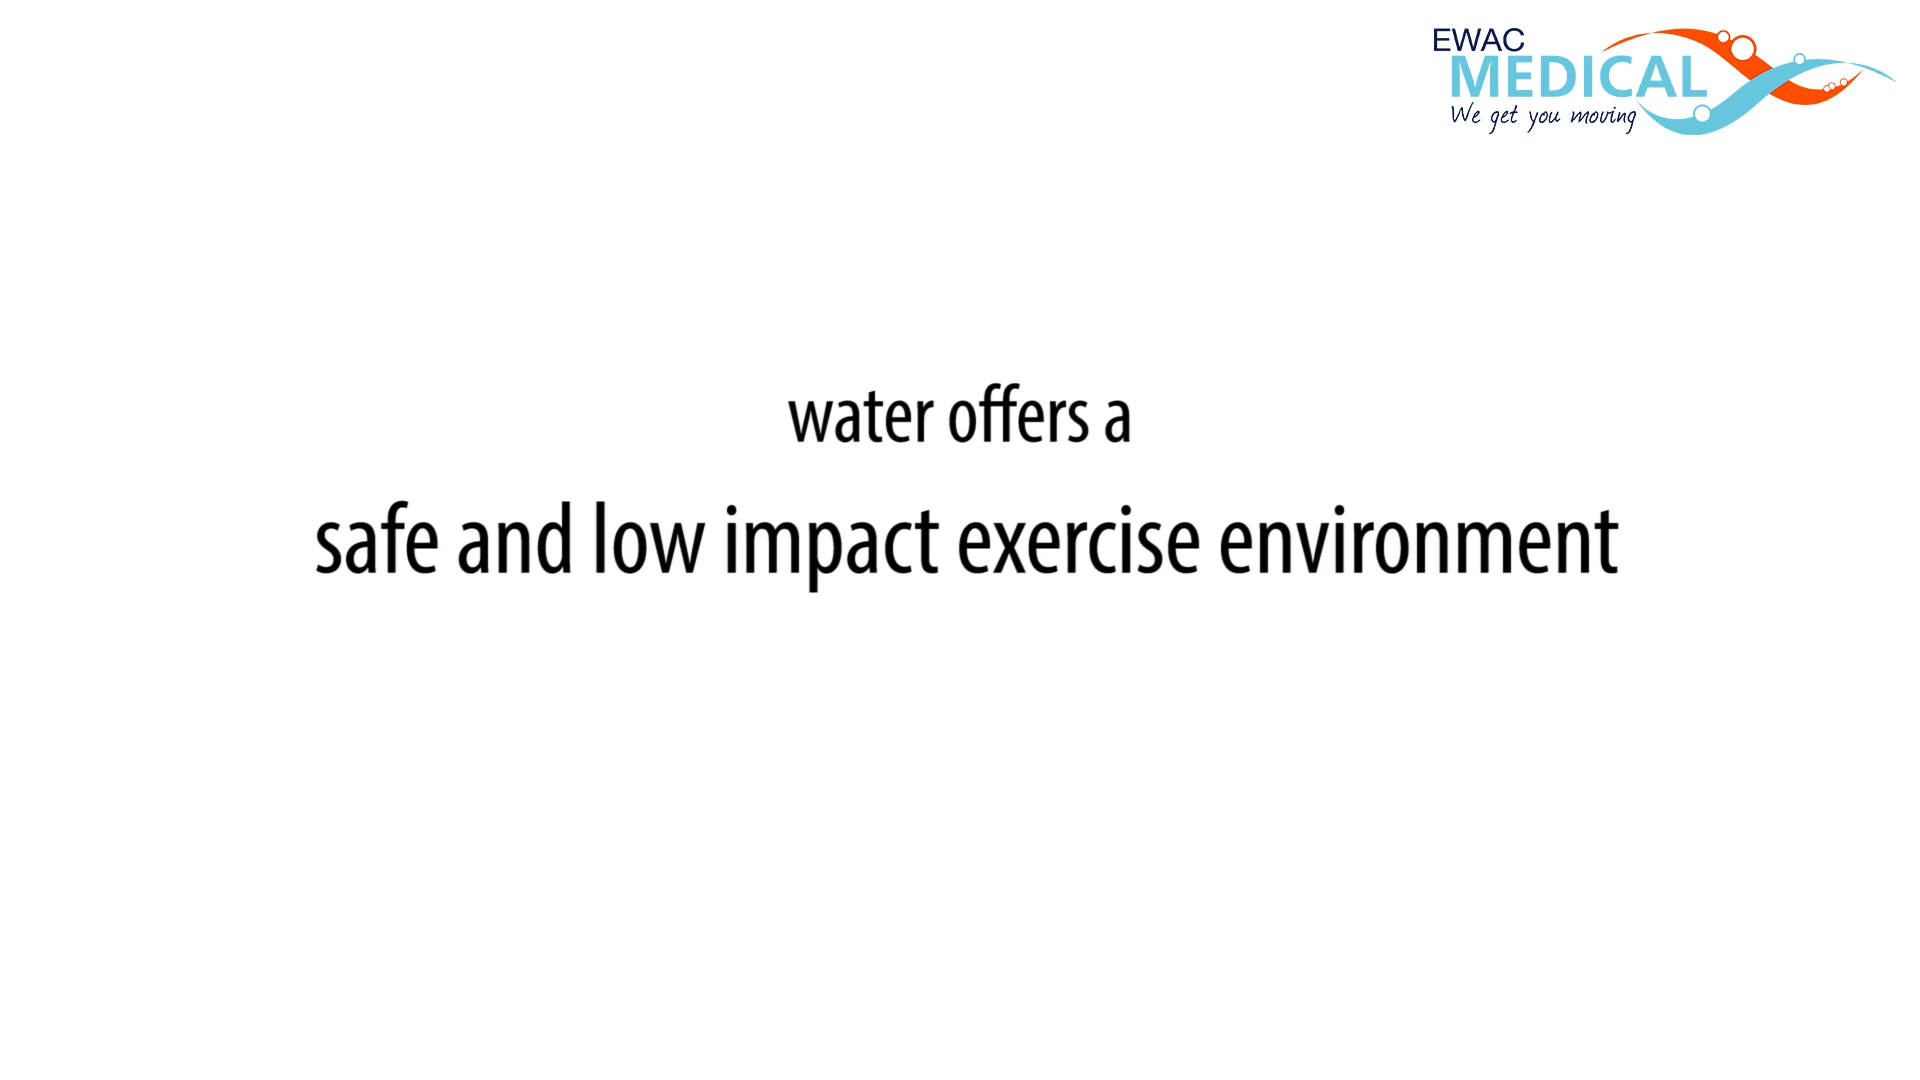 EWAC
MEDICAL
We get you moving
water offers a
safe and low impact exercise environment